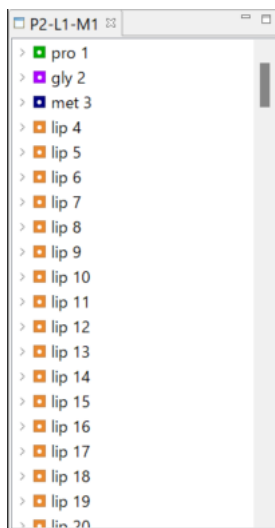 P2-L1-M1
pro 1
gly 2
met 3
lip 4
lip 5
lip 6
lip 7
lip 8
lip 9
lip 10
lip 11
lip 12
lip 13
lip 14
lip 15
lip 16
lip 17
lip 18
lip 19
lip 20